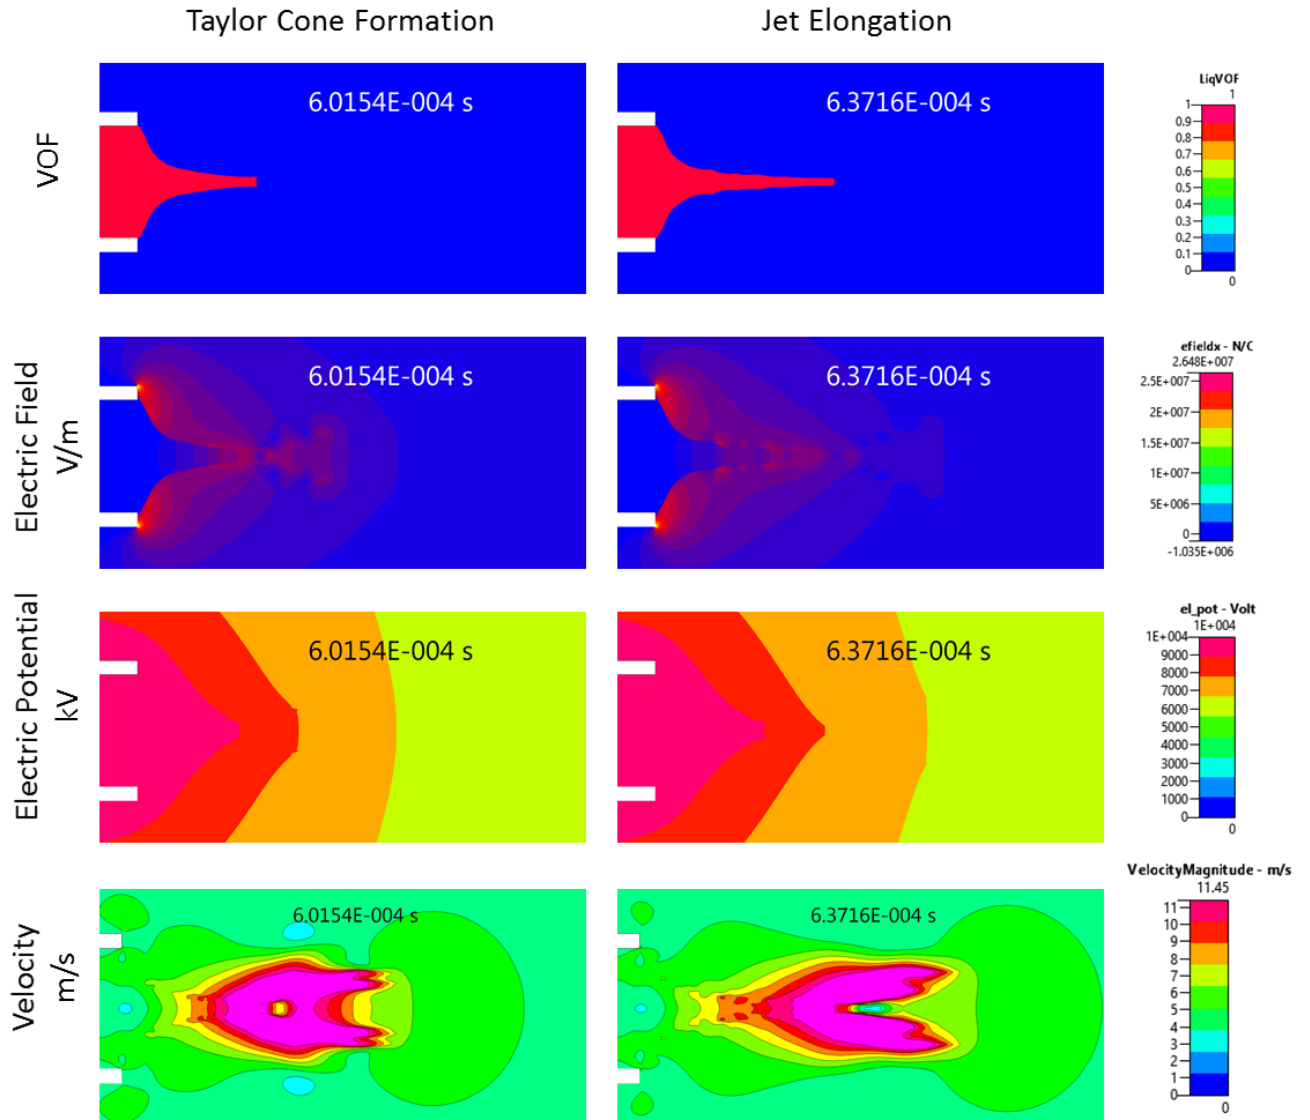 Taylor Cone Formation
Jet Elongation
VOF
6.0154E-004 s
6.3716E-004 s
LiqVOF
1
1
0.9
0.8
0.7
0.6
0.5
0.4
0.3
0.2
0.1
0
0
Electric Field
V/m
6.0154E-004 s
6.3716E-004 s
efieldx - N/C
2.648E+007
2.5E+007
2E+007
1.5E+007
1E+007
5E+006
0
-1.035E+006
Electric Potential
kV
6.0154E-004 s
6.3716E-004 s
el_pot - Volt
1E+004
1E+004
9000
8000
7000
6000
5000
4000
3000
2000
1000
0
0
Velocity
m/s
6.0154E-004 s
6.3716E-004 s
VelocityMagnitude - m/s
11.45
11
10
9
8
7
6
5
4
3
2
1
0
0